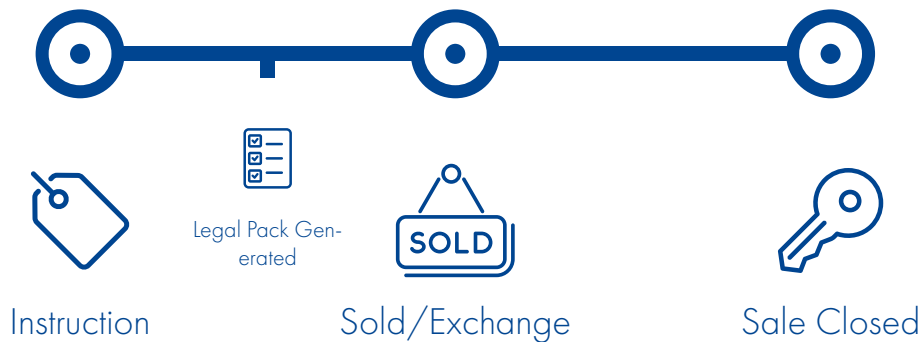 Legal Pack Gen-
erated
SOLD
Instruction
Sold/Exchange
Sale Closed